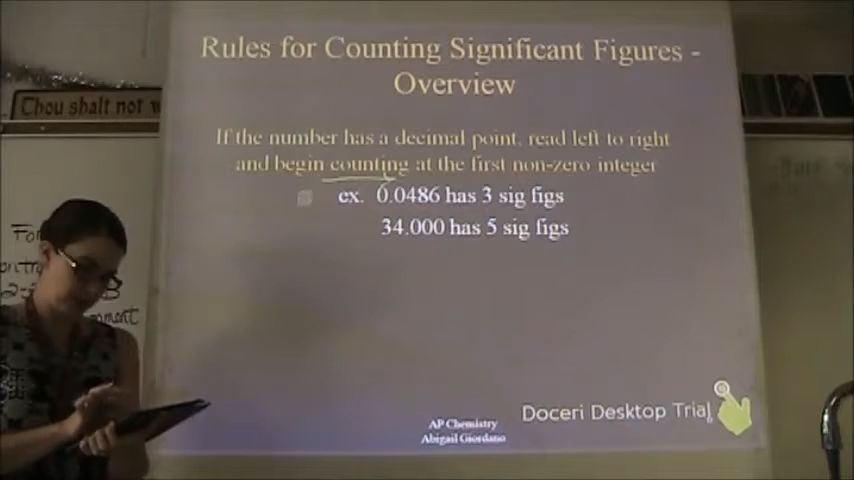 Rules for Counting Significant Figures -
Overview
Thou shalt not
If the number has a decimal point, read left to right
and begin counting at the first non-zero integer
ex. 0.0486 has 3 sig figs
34.000 has 5 sig figs
Doceri Desktop Trial
AP Chemistry
Abigail Giordano